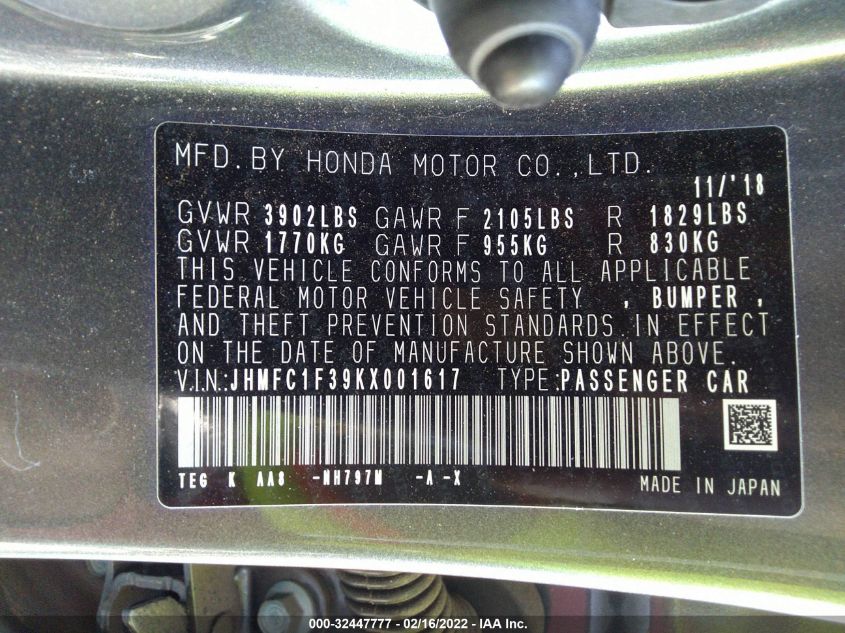 MFD. BY HONDA MOTOR CO., LTD.
11/'18
GVWR 3902LBS GAWR F 2105LBS R 1829LBS
GVWR 1770KG GAWR F 955KG R 830KG
THIS VEHICLE CONFORMS TO ALL APPLICABLE
FEDERAL MOTOR VEHICLE SAFETY , BUMPER ,
AND THEFT PREVENTION STANDARDS IN EFFECT
ON THE DATE OF MANUFACTURE SHOWN ABOVE.
V.I.N.:JHMFC1F39KX001617 TYPE:PASSENGER CAR
TEG K AA8 -NH797M -A -X
MADE IN JAPAN
000-32447777 - 02/16/2022 - IAA Inc.